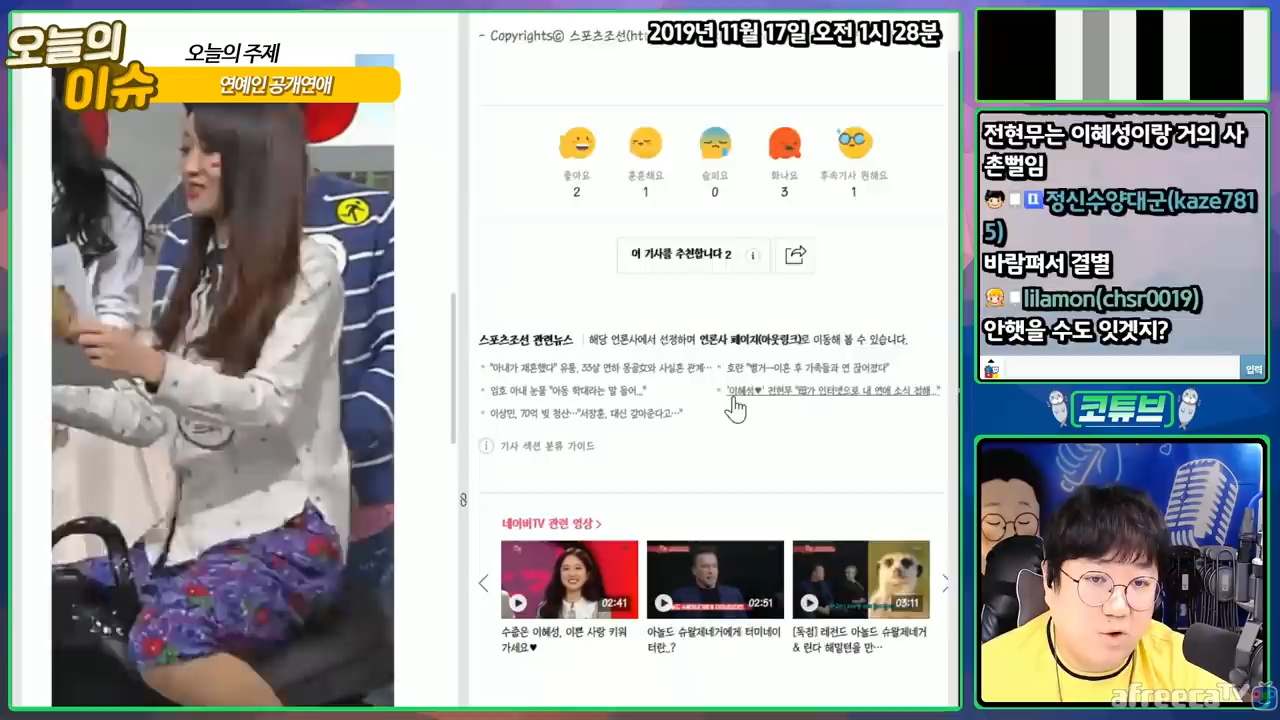 오늘의
이슈
오늘의 주제
연예인 공개연애
- Copyrights© 스포츠조선(htt
2019년 11월 17일 오전 1시 28분
좋아요
훈훈해요
슬퍼요
화나요
후속기사 원해요
2
1
0
3
1
이 기사를 추천합니다 2
스포츠조선 관련뉴스
해당 언론사에서 선정하며 언론사 페이지(아웃링크)로 이동해 볼 수 있습니다.
"아내가 재혼했다" 유퉁, 33살 연하 몽골女와 사실혼 관계…
호란 "뺑거…이혼 후 가족들과 연 끊어졌다"
임호 아내 눈물 "아동 학대라는 말 들어…"
'이혜성♥' 전현무 "母가 인터넷으로 내 연애 소식 접해…"
이상민, 70억 빚 청산…"서장훈, 대신 갚아준다고…"
기사 섹션 분류 가이드
네이버TV 관련 영상 >
02:41
02:51
03:11
수줍은 이혜성, 이쁜 사랑 키워
가세요♥
아놀드 슈왈제네거에게 터미네이
터란..?
[독점] 레전드 아놀드 슈왈제네거
& 린다 해밀턴을 만…
전현무는 이혜성이랑 거의 사
촌뻘임
정신수양대군(kaze781
5)
바람펴서 결별
lilamon(chsr0019)
안햇을 수도 잇겟지?
입력
코튜브
afreecaTV